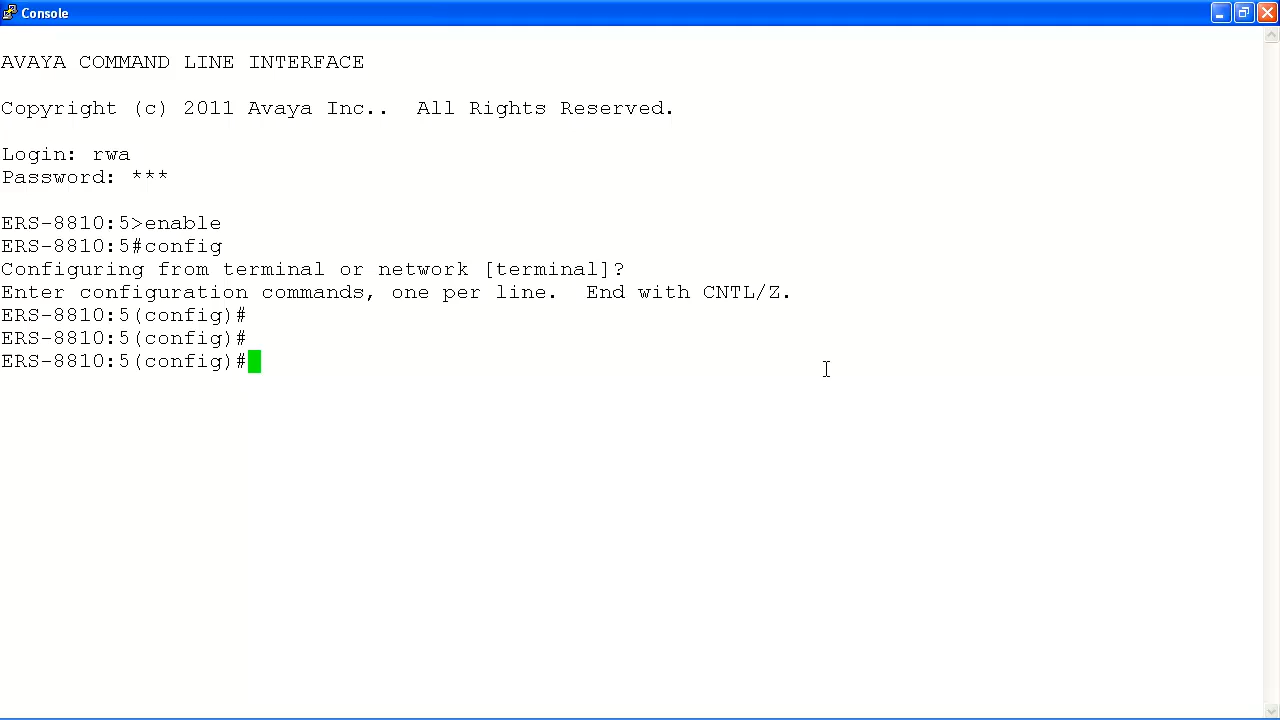 Console
AVAYA COMMAND LINE INTERFACE
Copyright (c) 2011 Avaya Inc..  All Rights Reserved.
Login: rwa
Password: ***
ERS-8810:5>enable
ERS-8810:5#config
Configuring from terminal or network [terminal]?
Enter configuration commands, one per line.  End with CNTL/Z.
ERS-8810:5(config)#
ERS-8810:5(config)#
ERS-8810:5(config)#